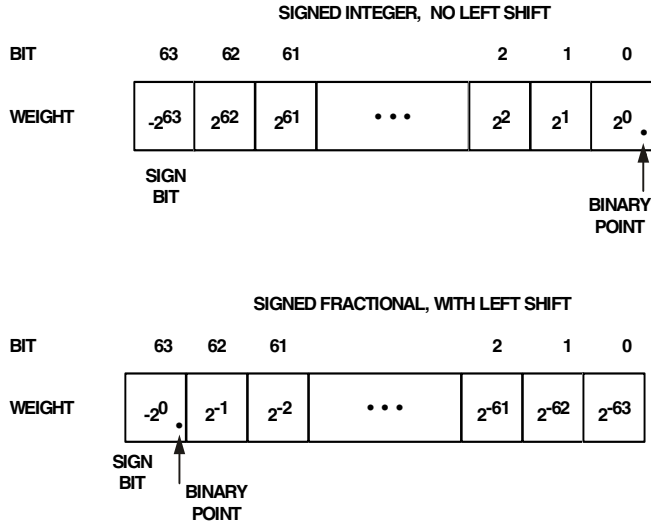 SIGNED INTEGER, NO LEFT SHIFT
BIT 63 62 61 2 1 0
WEIGHT -2^63 2^62 2^61 • • • 2^2 2^1 2^0 .
SIGN
BIT
BINARY
POINT
SIGNED FRACTIONAL, WITH LEFT SHIFT
BIT 63 62 61 2 1 0
WEIGHT -2^0 . 2^-1 2^-2 • • • 2^-61 2^-62 2^-63
SIGN
BIT
BINARY
POINT